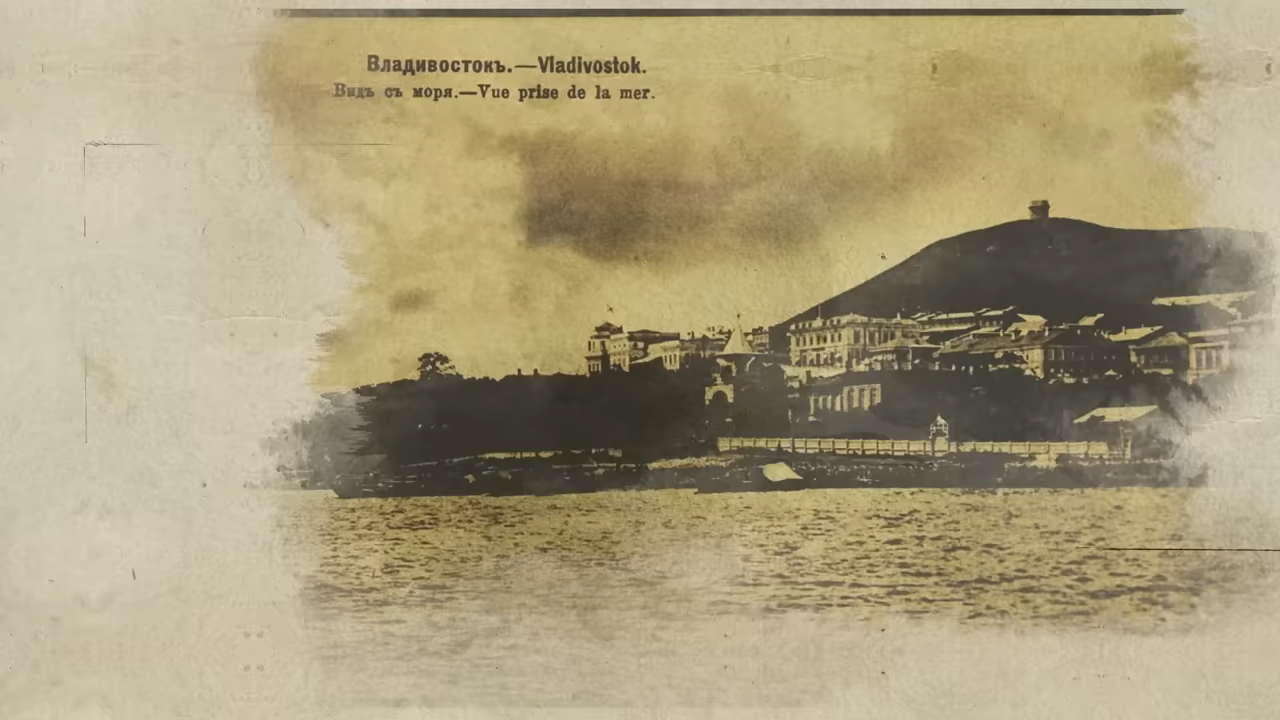 Владивостокъ.—Vladivostok.
Видъ съ моря.—Vue prise de la mer.